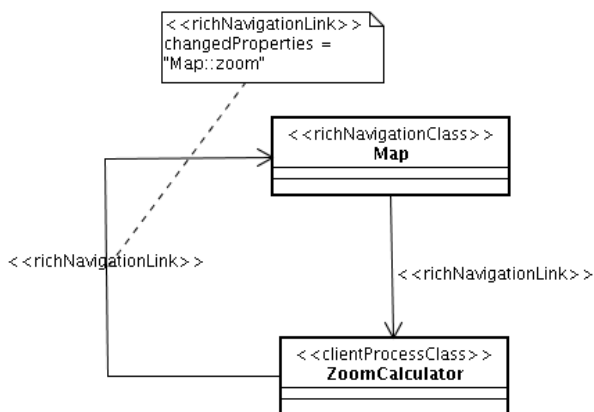 <<richNavigationLink>>
changedProperties =
"Map::zoom"
<<richNavigationClass>>
Map
<<richNavigationLink>>
<<richNavigationLink>>
<<clientProcessClass>>
ZoomCalculator